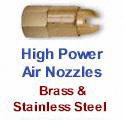 High Power
Air Nozzles
Brass &
Stainless Steel